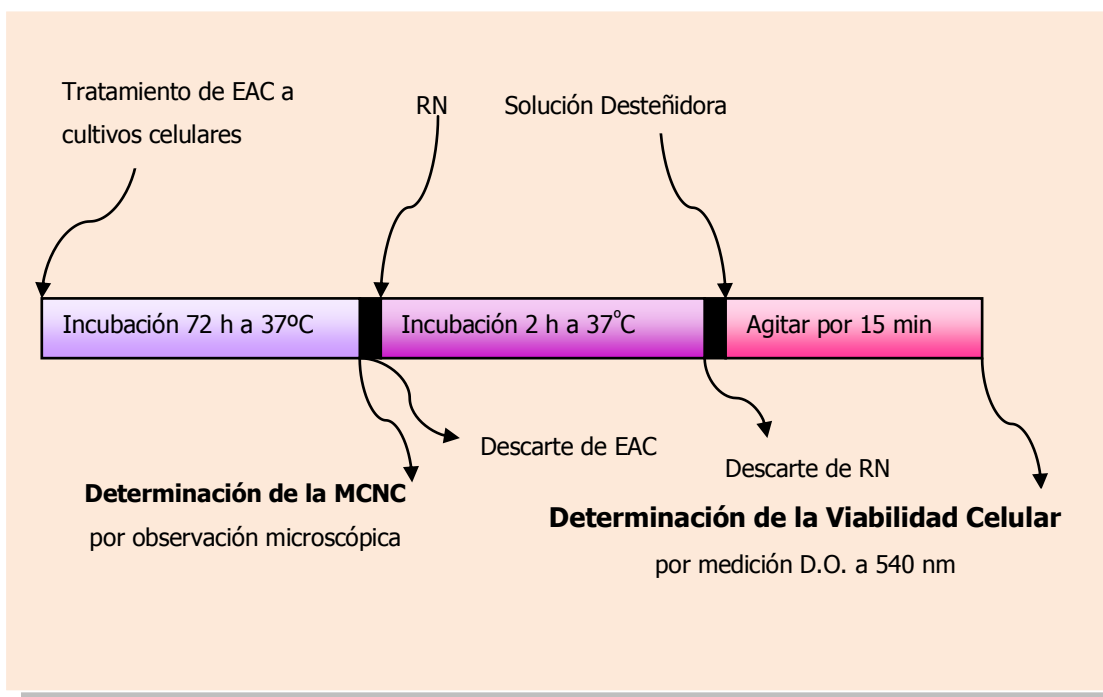 Tratamiento de EAC a
cultivos celulares
RN
Solución Desteñidora
Incubación 72 h a 37ºC
Incubación 2 h a 37°C
Agitar por 15 min
Descarte de EAC
Descarte de RN
Determinación de la MCNC
por observación microscópica
Determinación de la Viabilidad Celular
por medición D.O. a 540 nm